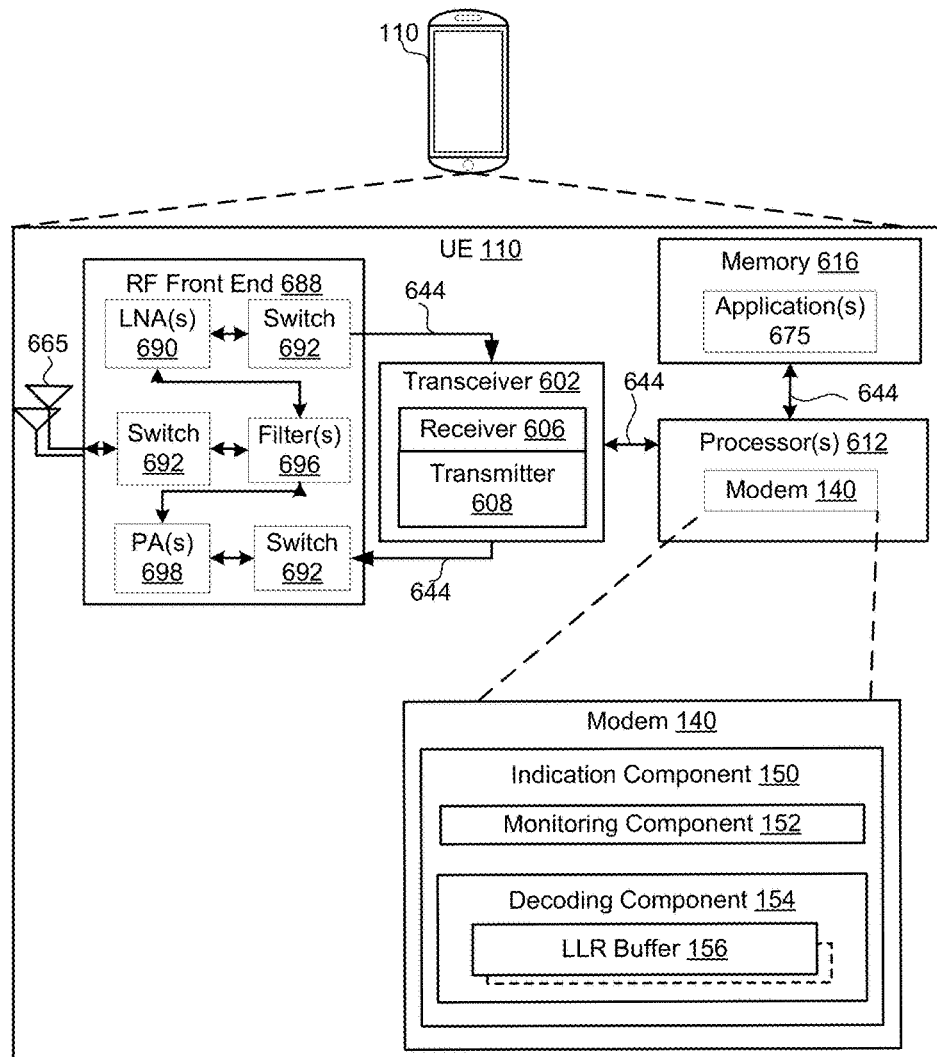 110
UE 110
RF Front End 688
LNA(s)
690
Switch
692
644
Memory 616
Application(s)
675
665
Transceiver 602
Receiver 606
Transmitter
608
644
644
Switch
692
Filter(s)
696
Processor(s) 612
Modem 140
PA(s)
698
Switch
692
644
Modem 140
Indication Component 150
Monitoring Component 152
Decoding Component 154
LLR Buffer 156